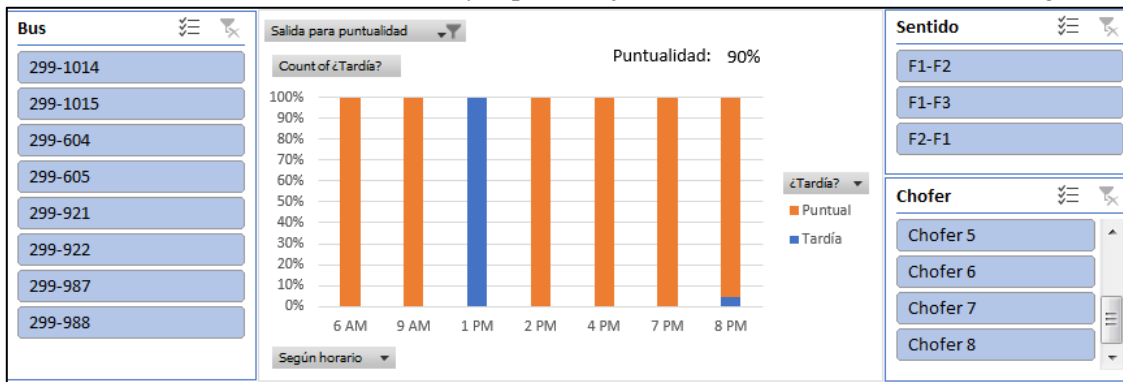 Bus
299-1014
299-1015
299-604
299-605
299-921
299-922
299-987
299-988
Salida para puntualidad
Count of ¿Tardía?
Puntualidad: 90%
100%
90%
80%
70%
60%
50%
40%
30%
20%
10%
0%
6 AM 9 AM 1 PM 2 PM 4 PM 7 PM 8 PM
Según horario
¿Tardía?
Puntual
Tardía
Sentido
F1-F2
F1-F3
F2-F1
Chofer
Chofer 5
Chofer 6
Chofer 7
Chofer 8